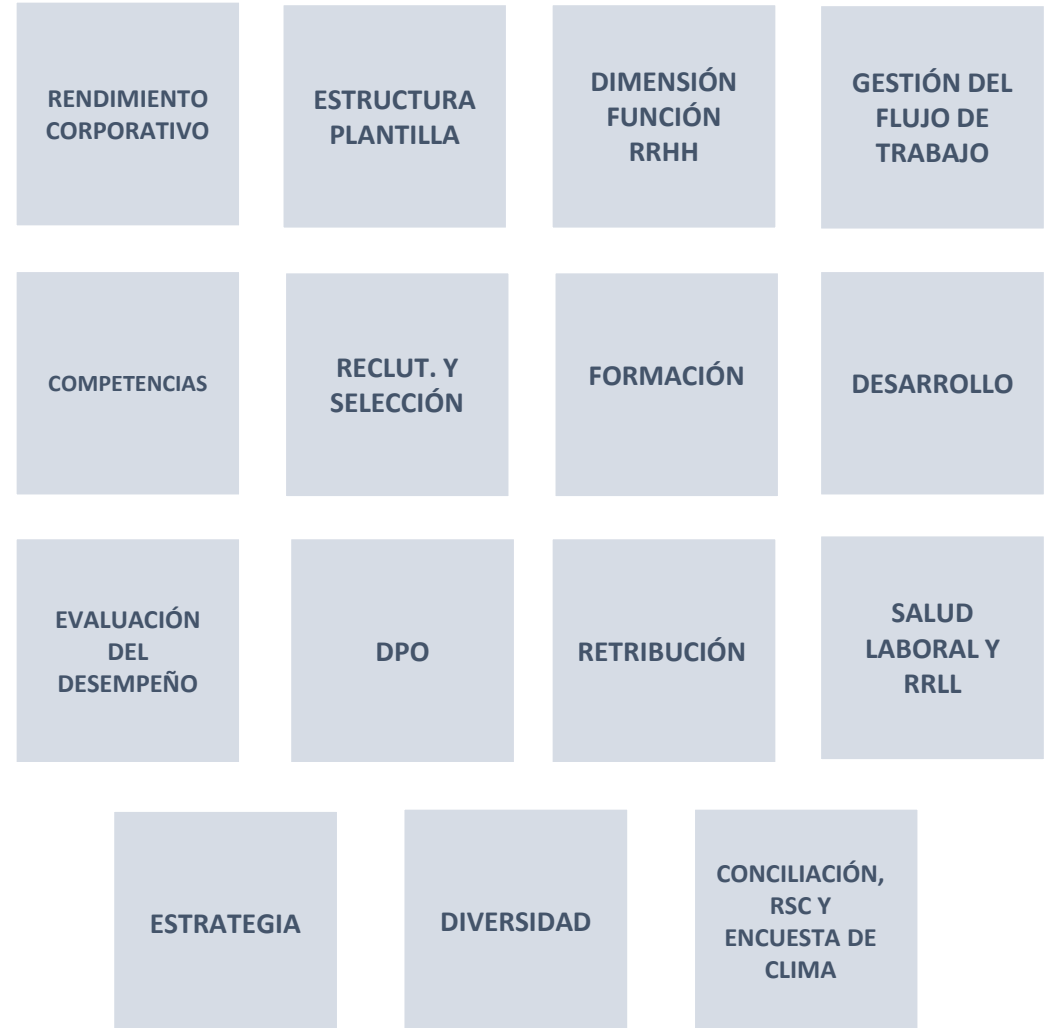 RENDIMIENTO
CORPORATIVO
ESTRUCTURA
PLANTILLA
DIMENSIÓN
FUNCIÓN
RRHH
GESTIÓN DEL
FLUJO DE
TRABAJO
COMPETENCIAS
RECLUT. Y
SELECCIÓN
FORMACIÓN
DESARROLLO
EVALUACIÓN
DEL
DESEMPEÑO
DPO
RETRIBUCIÓN
SALUD
LABORAL Y
RRLL
ESTRATEGIA
DIVERSIDAD
CONCILIACIÓN,
RSC Y
ENCUESTA DE
CLIMA